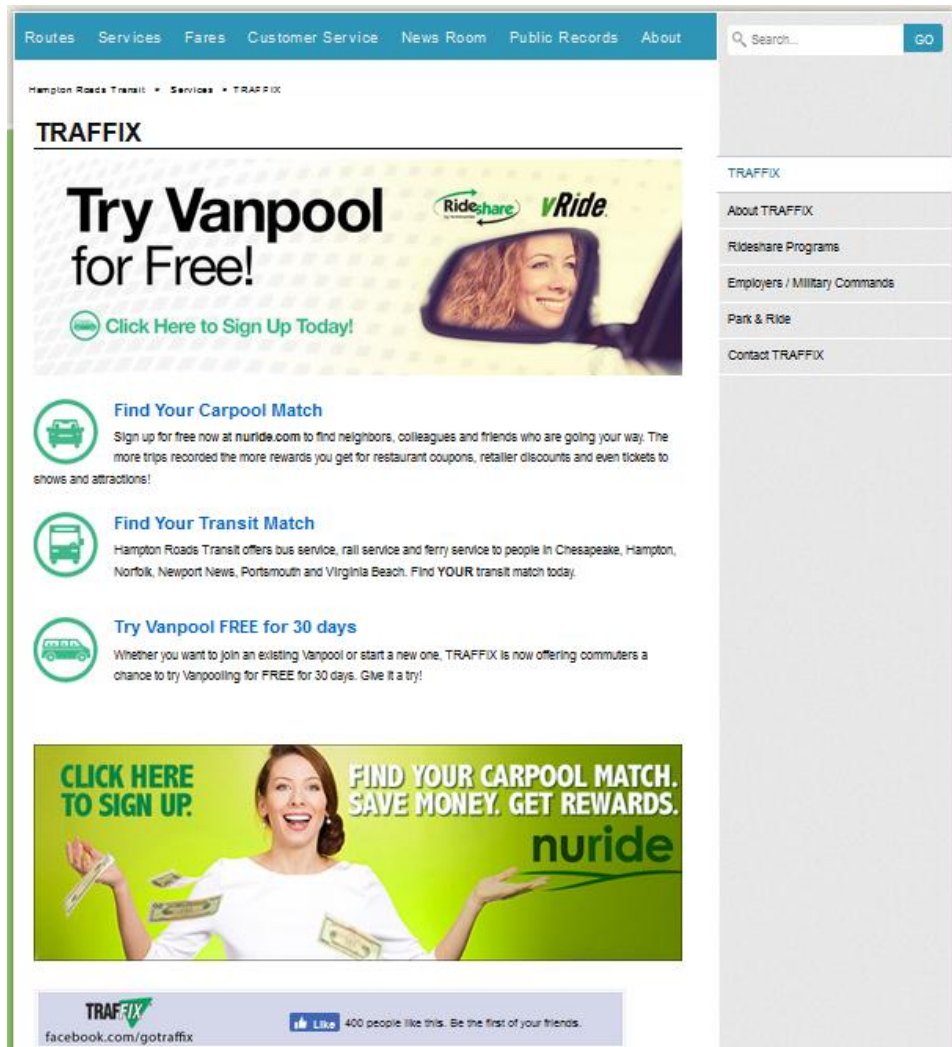 Routes Services Fares Customer Service News Room Public Records About
Search... GO
Hampton Roads Transit • Services • TRAFFIX
TRAFFIX
Try Vanpool
for Free!
Click Here to Sign Up Today!
Rideshare
vRide
TRAFFIX
About TRAFFIX
Rideshare Programs
Employers / Military Commands
Park & Ride
Contact TRAFFIX
Find Your Carpool Match
Sign up for free now at nuride.com to find neighbors, colleagues and friends who are going your way. The
more trips recorded the more rewards you get for restaurant coupons, retailer discounts and even tickets to
shows and attractions!
Find Your Transit Match
Hampton Roads Transit offers bus service, rail service and ferry service to people in Chesapeake, Hampton,
Norfolk, Newport News, Portsmouth and Virginia Beach. Find YOUR transit match today.
Try Vanpool FREE for 30 days
Whether you want to join an existing Vanpool or start a new one, TRAFFIX is now offering commuters a
chance to try Vanpooling for FREE for 30 days. Give it a try!
CLICK HERE
TO SIGN UP.
FIND YOUR CARPOOL MATCH.
SAVE MONEY. GET REWARDS.
nuride
TRAFFIX
facebook.com/gotraffix
Like 400 people like this. Be the first of your friends.